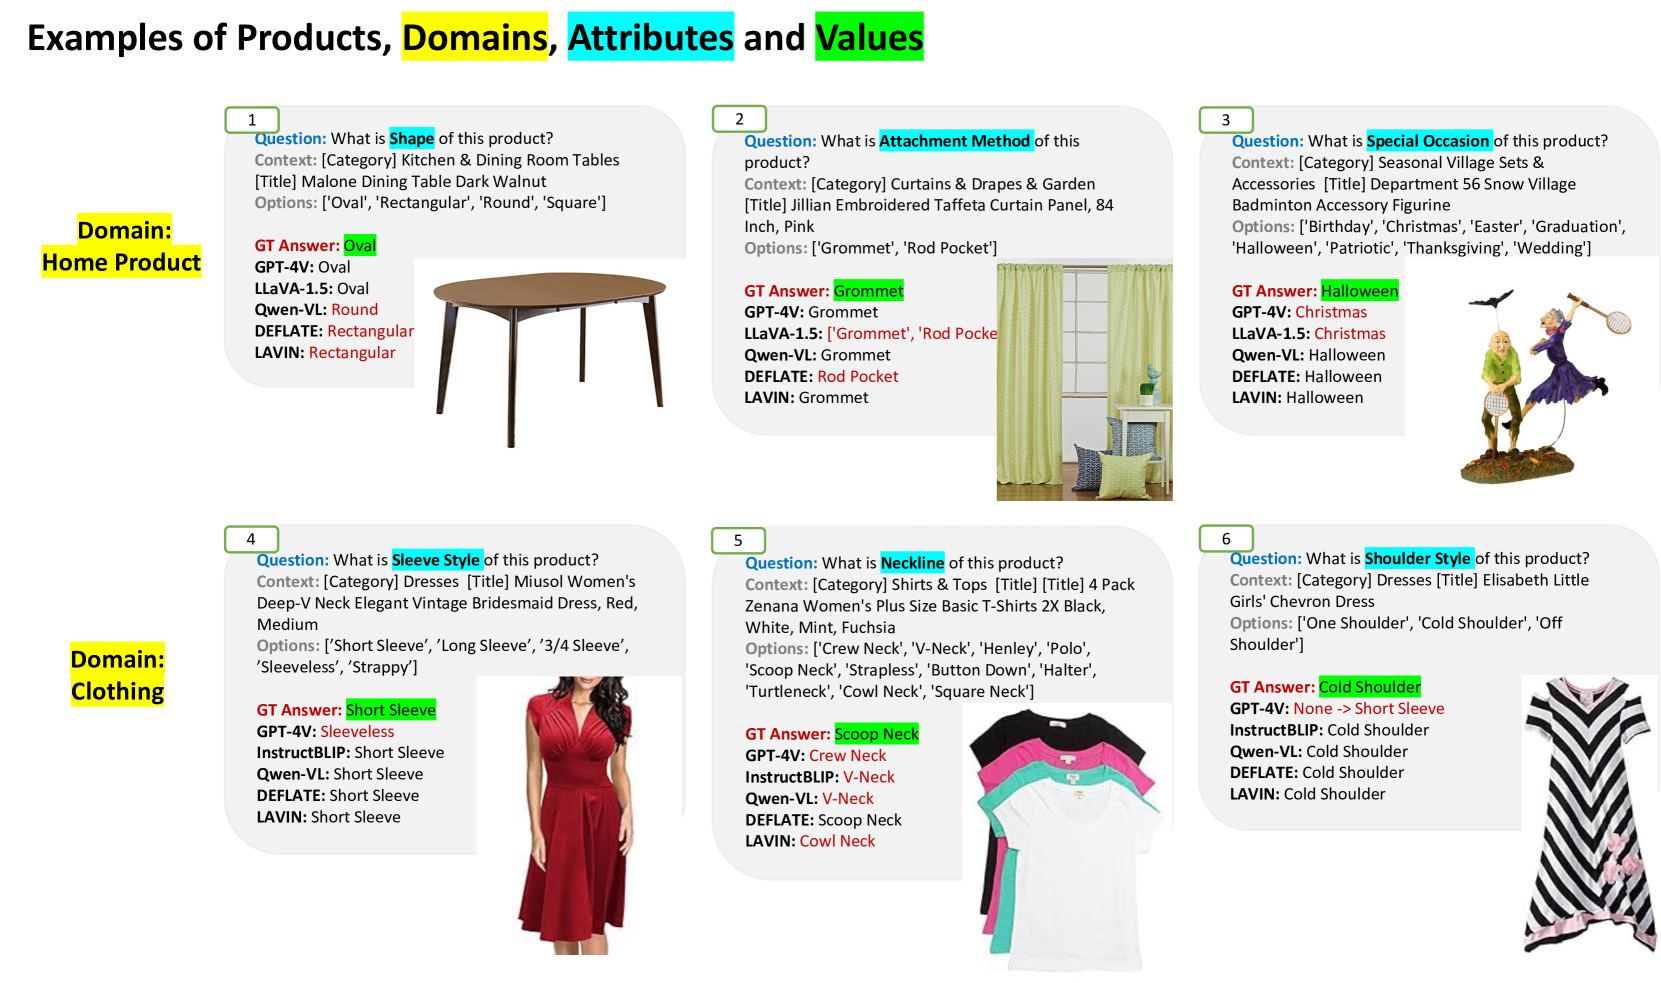 Examples of Products, Domains, Attributes and Values
Domain:
Home Product
1
Question: What is Shape of this product?
Context: [Category] Kitchen & Dining Room Tables
[Title] Malone Dining Table Dark Walnut
Options: ['Oval', 'Rectangular', 'Round', 'Square']
GT Answer: Oval
GPT-4V: Oval
LLaVA-1.5: Oval
Qwen-VL: Round
DEFLATE: Rectangular
LAVIN: Rectangular
2
Question: What is Attachment Method of this
product?
Context: [Category] Curtains & Drapes & Garden
[Title] Jillian Embroidered Taffeta Curtain Panel, 84
Inch, Pink
Options: ['Grommet', 'Rod Pocket']
GT Answer: Grommet
GPT-4V: Grommet
LLaVA-1.5: ['Grommet', 'Rod Pocke
Qwen-VL: Grommet
DEFLATE: Rod Pocket
LAVIN: Grommet
3
Question: What is Special Occasion of this product?
Context: [Category] Seasonal Village Sets &
Accessories [Title] Department 56 Snow Village
Badminton Accessory Figurine
Options: ['Birthday', 'Christmas', 'Easter', 'Graduation',
'Halloween', 'Patriotic', 'Thanksgiving', 'Wedding']
GT Answer: Halloween
GPT-4V: Christmas
LLaVA-1.5: Christmas
Qwen-VL: Halloween
DEFLATE: Halloween
LAVIN: Halloween
Domain:
Clothing
4
Question: What is Sleeve Style of this product?
Context: [Category] Dresses [Title] Miusol Women's
Deep-V Neck Elegant Vintage Bridesmaid Dress, Red,
Medium
Options: [’Short Sleeve’, ’Long Sleeve’, ’3/4 Sleeve’,
’Sleeveless’, ’Strappy’]
GT Answer: Short Sleeve
GPT-4V: Sleeveless
InstructBLIP: Short Sleeve
Qwen-VL: Short Sleeve
DEFLATE: Short Sleeve
LAVIN: Short Sleeve
5
Question: What is Neckline of this product?
Context: [Category] Shirts & Tops [Title] [Title] 4 Pack
Zenana Women's Plus Size Basic T-Shirts 2X Black,
White, Mint, Fuchsia
Options: ['Crew Neck', 'V-Neck', 'Henley', 'Polo',
'Scoop Neck', 'Strapless', 'Button Down', 'Halter',
'Turtleneck', 'Cowl Neck', 'Square Neck']
GT Answer: Scoop Neck
GPT-4V: Crew Neck
InstructBLIP: V-Neck
Qwen-VL: V-Neck
DEFLATE: Scoop Neck
LAVIN: Cowl Neck
6
Question: What is Shoulder Style of this product?
Context: [Category] Dresses [Title] Elisabeth Little
Girls' Chevron Dress
Options: ['One Shoulder', 'Cold Shoulder', 'Off
Shoulder']
GT Answer: Cold Shoulder
GPT-4V: None -> Short Sleeve
InstructBLIP: Cold Shoulder
Qwen-VL: Cold Shoulder
DEFLATE: Cold Shoulder
LAVIN: Cold Shoulder